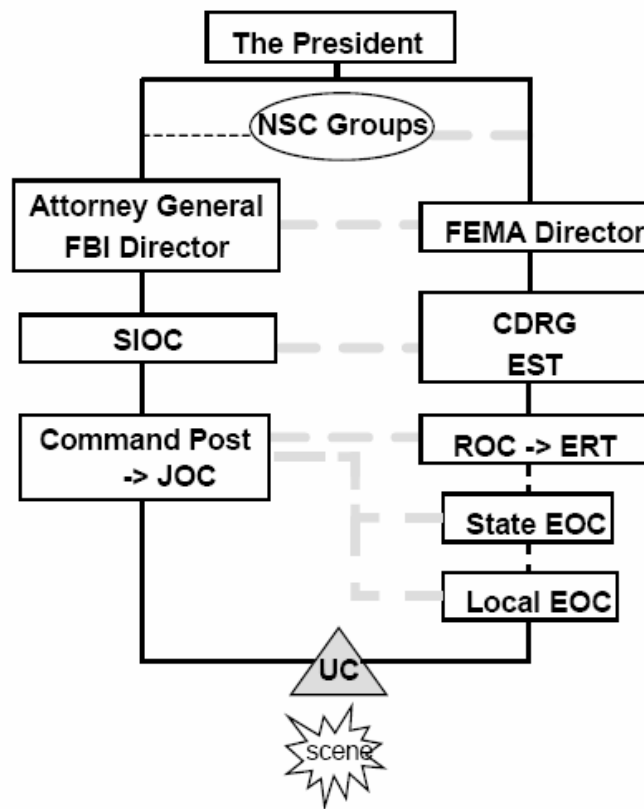 The President
NSC Groups
Attorney General
FBI Director
FEMA Director
SIOC
CDRG
EST
Command Post
-> JOC
ROC -> ERT
State EOC
Local EOC
UC
scene